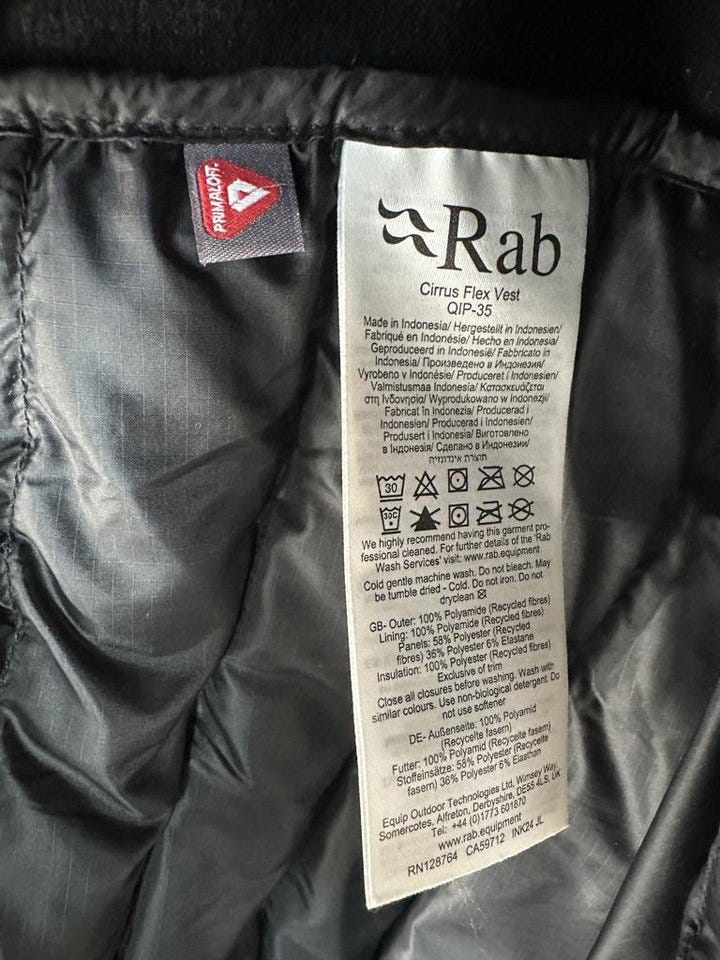 PRIMALOFT.
Rab
Cirrus Flex Vest
QIP-35
Made in Indonesia/ Hergestellt in Indonesien/
Fabriqué en Indonésie/ Hecho en Indonesia/
Geproduceerd in Indonesië/ Fabbricato in
Indonesia/ Произведено в Индонезия/
Vyrobeno v Indonésie/ Produceret i Indonesien/
Valmistusmaa Indonesia/ Κατασκευάζεται
στη Ινδονησία/ Wyprodukowano w Indonezji/
Fabricat în Indonezia/ Producerad i
Indonesien/ Producerad i Indonesien/
Produsert i Indonesia/ Виготовлено
в Індонезія/ Сделано в Индонезии/
תוצרת אינדונזיה
30
30C
We highly recommend having this garment pro-
fessional cleaned. For further details of the 'Rab
Wash Services' visit: www.rab.equipment
Cold gentle machine wash. Do not bleach. May
be tumble dried - Cold. Do not iron. Do not
dryclean
GB- Outer: 100% Polyamide (Recycled fibres)
Lining: 100% Polyamide (Recycled fibres)
Panels: 58% Polyester (Recycled
fibres) 36% Polyester 6% Elastane
Insulation: 100% Polyester (Recycled fibres)
Exclusive of trim
Close all closures before washing. Wash with
similar colours. Use non-biological detergent. Do
not use softener
DE- Außenseite: 100% Polyamid
(Recycelte fasern)
Futter: 100% Polyamid (Recycelte fasern)
Stoffeinsätze: 58% Polyester (Recycelte
fasern) 36% Polyester 6% Elasthan
Equip Outdoor Technologies Ltd, Wimsey Way,
Somercotes, Alfreton, Derbyshire, DE55 4LS, UK
Tel: +44 (0)1773 601870
www.rab.equipment
RN128764 CA59712 INK24 JL